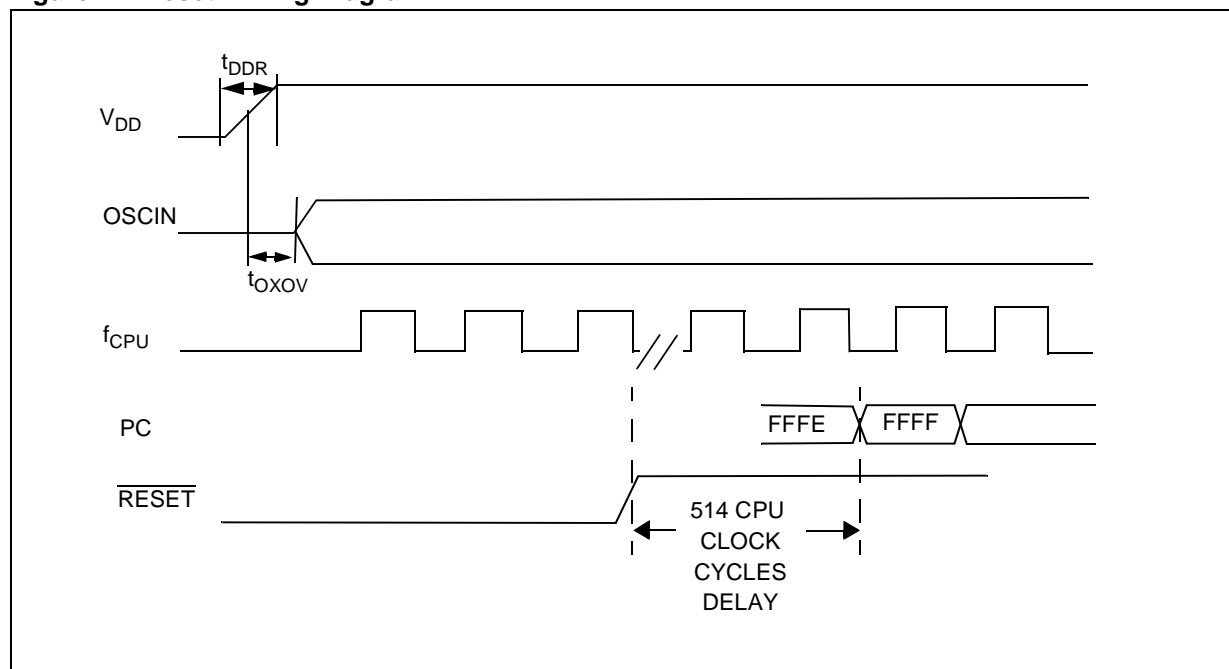 tDDR
VDD
OSCIN
tOXOV
fCPU
PC
FFFE
FFFF
RESET
514 CPU
CLOCK
CYCLES
DELAY